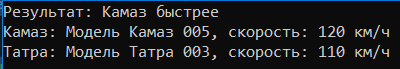 Результат: Камаз быстрее
Камаз: Модель Камаз 005, скорость: 120 км/ч
Татра: Модель Татра 003, скорость: 110 км/ч